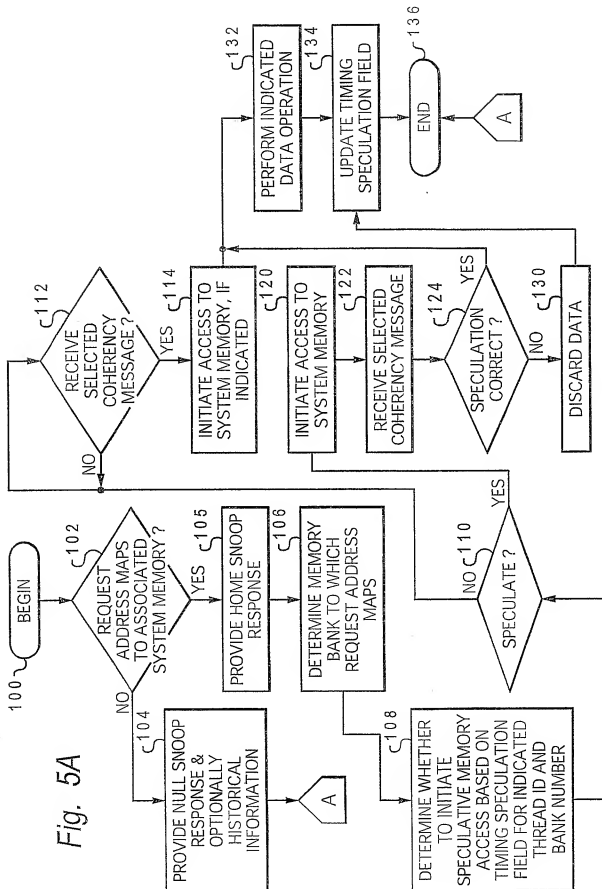 Fig. 5A
100
BEGIN
102
REQUEST
ADDRESS MAPS
TO ASSOCIATED
SYSTEM MEMORY ?
NO
YES
104
PROVIDE NULL SNOOP
RESPONSE &
OPTIONALLY
HISTORICAL
INFORMATION
A
105
PROVIDE HOME SNOOP
RESPONSE
106
DETERMINE MEMORY
BANK TO WHICH
REQUEST ADDRESS
MAPS
108
DETERMINE WHETHER
TO INITIATE
SPECULATIVE MEMORY
ACCESS BASED ON
TIMING SPECULATION
FIELD FOR INDICATED
THREAD ID AND
BANK NUMBER
110
SPECULATE ?
NO
YES
112
RECEIVE
SELECTED
COHERENCY
MESSAGE ?
NO
YES
114
INITIATE ACCESS TO
SYSTEM MEMORY, IF
INDICATED
120
INITIATE ACCESS TO
SYSTEM MEMORY
122
RECEIVE SELECTED
COHERENCY MESSAGE
124
SPECULATION
CORRECT ?
YES
NO
130
DISCARD DATA
132
PERFORM INDICATED
DATA OPERATION
134
UPDATE TIMING
SPECULATION FIELD
136
END
A